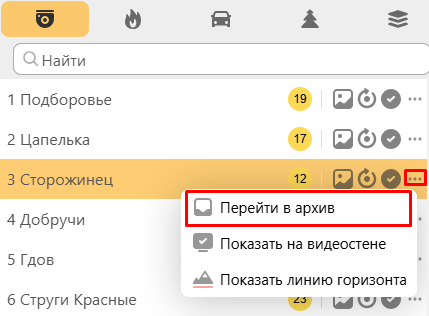 Найти
1 Подборовье 19
2 Цапелька 17
3 Сторожинец 12
Перейти в архив
4 Добручи
Показать на видеостене
5 Гдов
Показать линию горизонта
6 Струги Красные 23